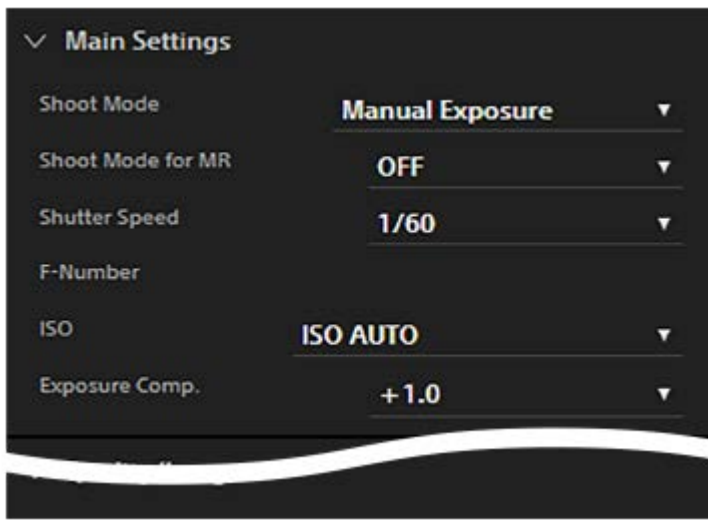 Main Settings
Shoot Mode Manual Exposure
Shoot Mode for MR OFF
Shutter Speed 1/60
F-Number
ISO ISO AUTO
Exposure Comp. +1.0